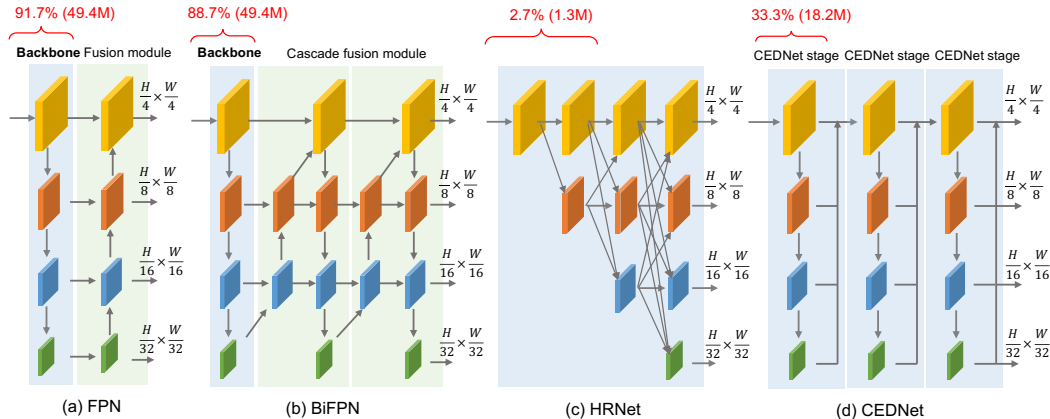 91.7% (49.4M)
88.7% (49.4M)
2.7% (1.3M)
33.3% (18.2M)
Backbone Fusion module
Backbone Cascade fusion module
CEDNet stage CEDNet stage CEDNet stage
H/4 × W/4
H/8 × W/8
H/16 × W/16
H/32 × W/32
H/4 × W/4
H/8 × W/8
H/16 × W/16
H/32 × W/32
H/4 × W/4
H/8 × W/8
H/16 × W/16
H/32 × W/32
H/4 × W/4
H/8 × W/8
H/16 × W/16
H/32 × W/32
(a) FPN
(b) BiFPN
(c) HRNet
(d) CEDNet